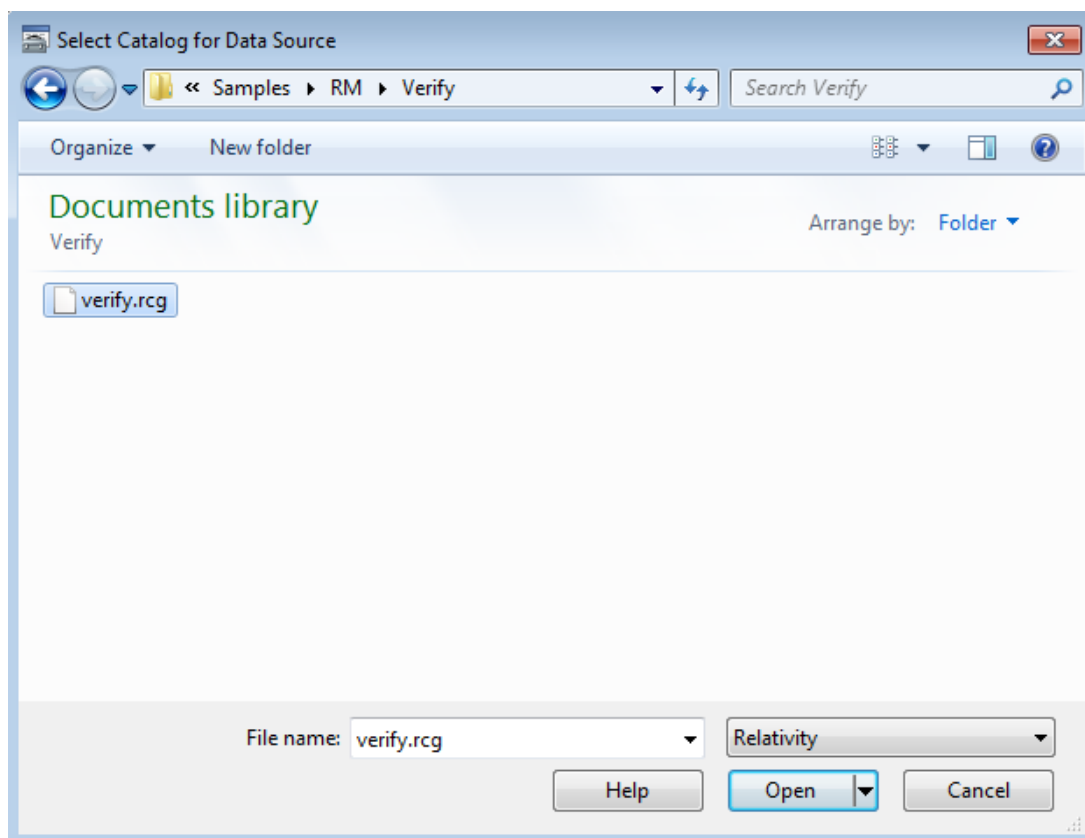 Select Catalog for Data Source
« Samples ▸ RM ▸ Verify
Search Verify
Organize ▾ New folder
Documents library
Verify
Arrange by: Folder ▾
verify.rcg
File name: verify.rcg
Relativity
Help
Open
Cancel